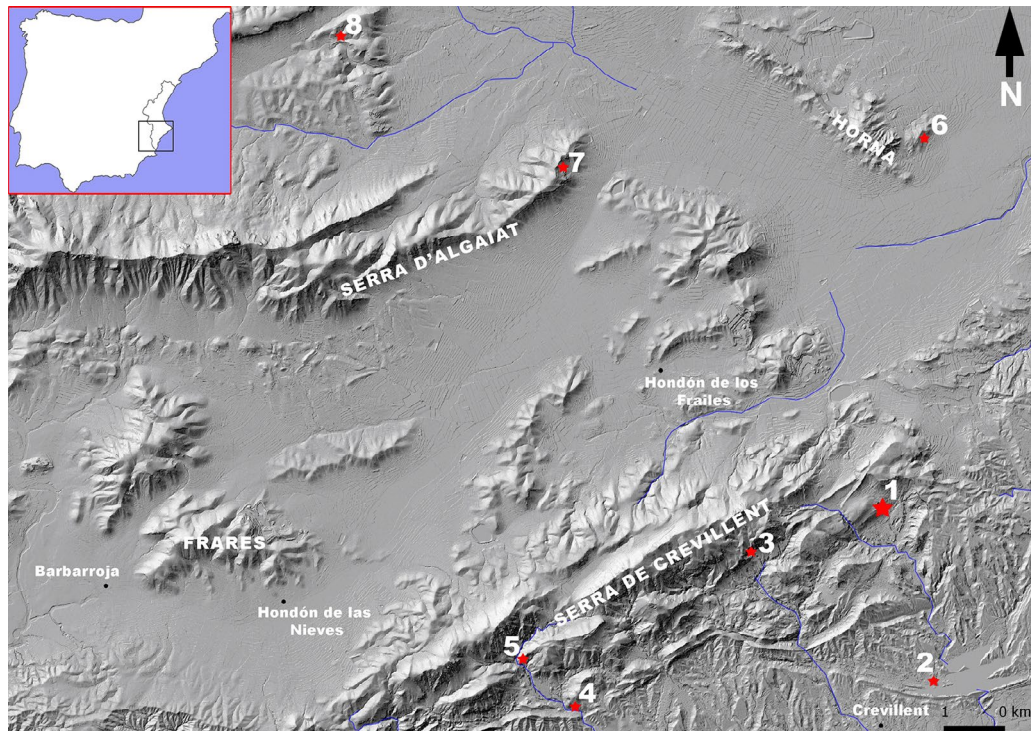 8
N
HORNA
6
7
SERRA D'ALGAIAT
Hondón de los
Frailes
1
SERRA DE CREVILLENT
3
FRARES
Barbarroja
Hondón de las
Nieves
5
2
4
Crevillent
1 0 km